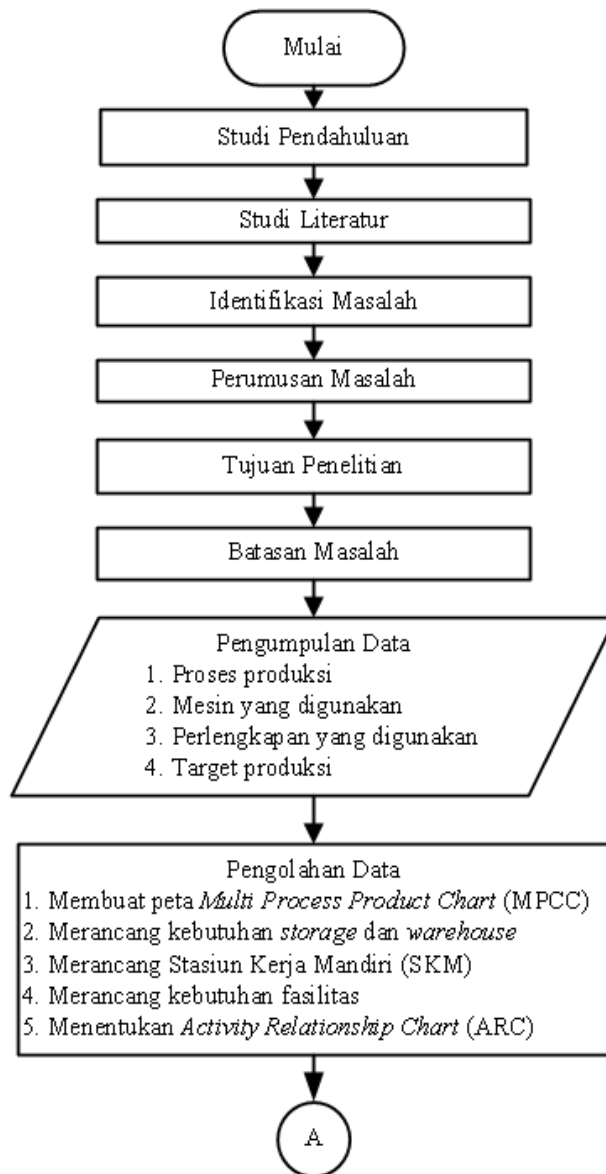 Mulai
Studi Pendahuluan
Studi Literatur
Identifikasi Masalah
Perumusan Masalah
Tujuan Penelitian
Batasan Masalah
Pengumpulan Data
1. Proses produksi
2. Mesin yang digunakan
3. Perlengkapan yang digunakan
4. Target produksi
Pengolahan Data
1. Membuat peta Multi Process Product Chart (MPCC)
2. Merancang kebutuhan storage dan warehouse
3. Merancang Stasiun Kerja Mandiri (SKM)
4. Merancang kebutuhan fasilitas
5. Menentukan Activity Relationship Chart (ARC)
A